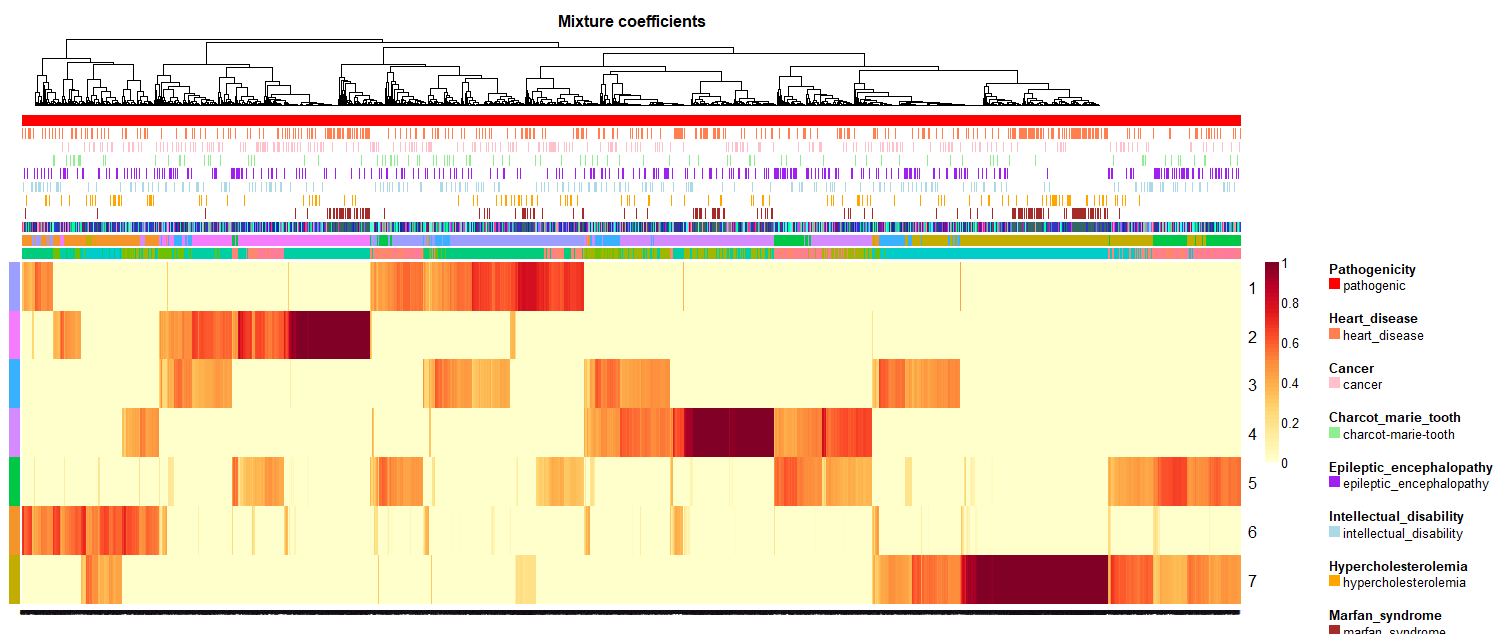 Mixture coefficients
1
2
3
4
5
6
7
1
0.8
0.6
0.4
0.2
0
Pathogenicity
pathogenic
Heart_disease
heart_disease
Cancer
cancer
Charcot_marie_tooth
charcot-marie-tooth
Epileptic_encephalopathy
epileptic_encephalopathy
Intellectual_disability
intellectual_disability
Hypercholesterolemia
hypercholesterolemia
Marfan_syndrome
marfan_syndrome